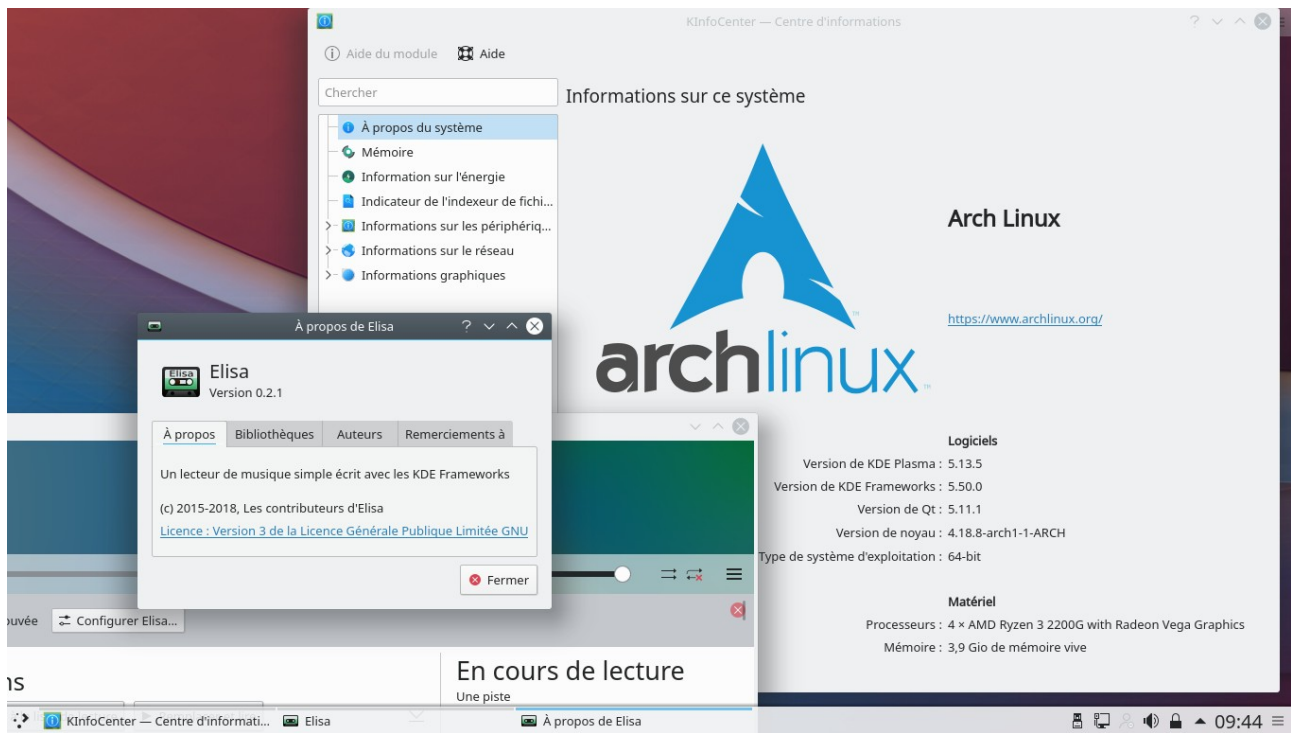 KInfoCenter — Centre d'informations
Aide du module
Aide
Chercher
À propos du système
Mémoire
Information sur l'énergie
Indicateur de l'indexeur de fichi...
Informations sur les périphériq...
Informations sur le réseau
Informations graphiques
Informations sur ce système
archlinux
Arch Linux
https://www.archlinux.org/
Logiciels
Version de KDE Plasma : 5.13.5
Version de KDE Frameworks : 5.50.0
Version de Qt : 5.11.1
Version de noyau : 4.18.8-arch1-1-ARCH
Type de système d'exploitation : 64-bit
Matériel
Processeurs : 4 × AMD Ryzen 3 2200G with Radeon Vega Graphics
Mémoire : 3,9 Gio de mémoire vive
À propos de Elisa
Elisa
Elisa
Version 0.2.1
À propos
Bibliothèques
Auteurs
Remerciements à
Un lecteur de musique simple écrit avec les KDE Frameworks
(c) 2015-2018, Les contributeurs d'Elisa
Licence : Version 3 de la Licence Générale Publique Limitée GNU
Fermer
ouvée
Configurer Elisa...
ns
En cours de lecture
Une piste
KInfoCenter — Centre d'informati...
Elisa
À propos de Elisa
09:44